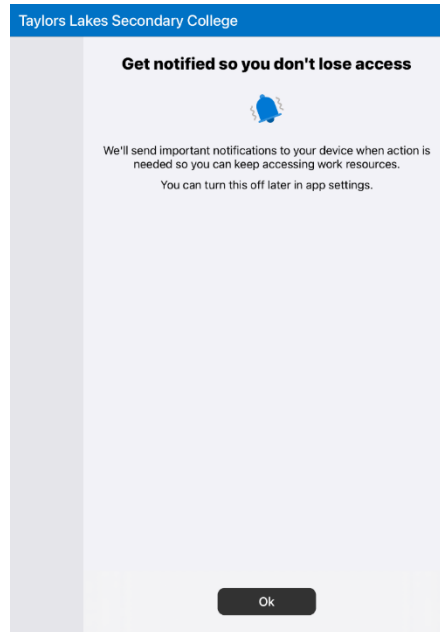 Taylors Lakes Secondary College
Get notified so you don't lose access
We'll send important notifications to your device when action is
needed so you can keep accessing work resources.
You can turn this off later in app settings.
Ok